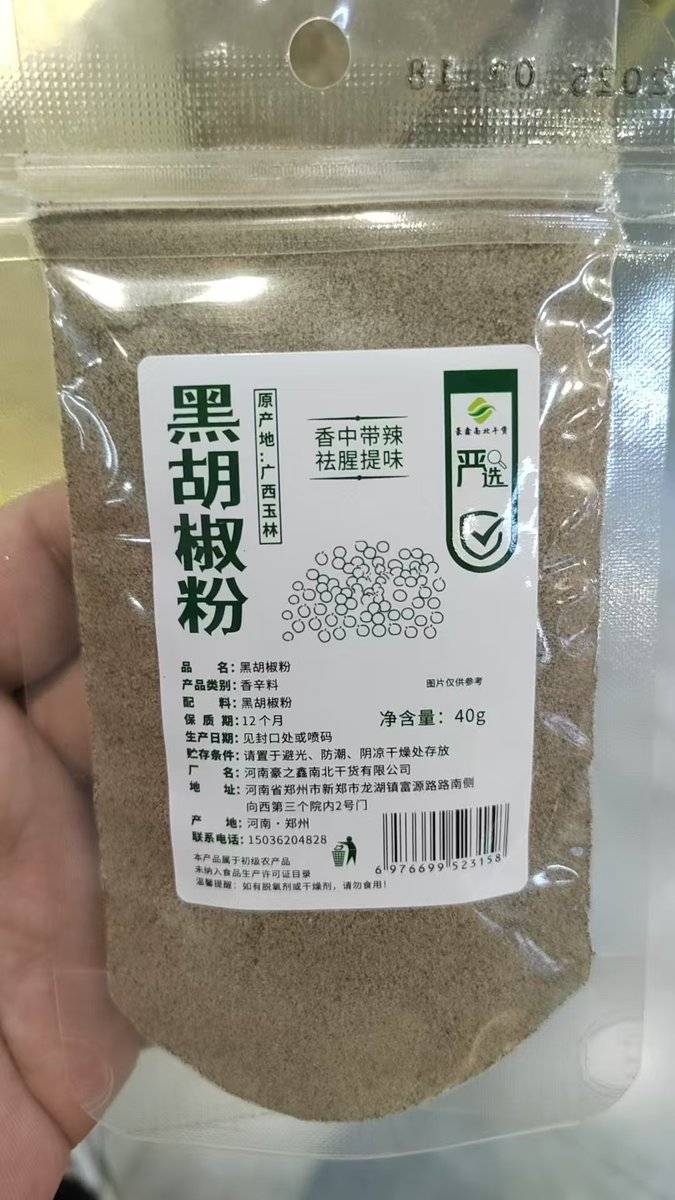 2025.02.18
黑胡椒粉
原产地:广西玉林
香中带辣
祛腥提味
豪鑫南北干货
严选
品 名:黑胡椒粉
产品类别:香辛料
图片仅供参考
配 料:黑胡椒粉
保 质 期:12个月
净含量:40g
生产日期:见封口处或喷码
贮存条件:请置于避光、防潮、阴凉干燥处存放
厂 名:河南豪之鑫南北干货有限公司
地 址:河南省郑州市新郑市龙湖镇富源路路南侧
向西第三个院内2号门
产 地:河南·郑州
联系电话:15036204828
本产品属于初级农产品
未纳入食品生产许可证目录
温馨提醒:如有脱氧剂或干燥剂,请勿食用!
6976699523158